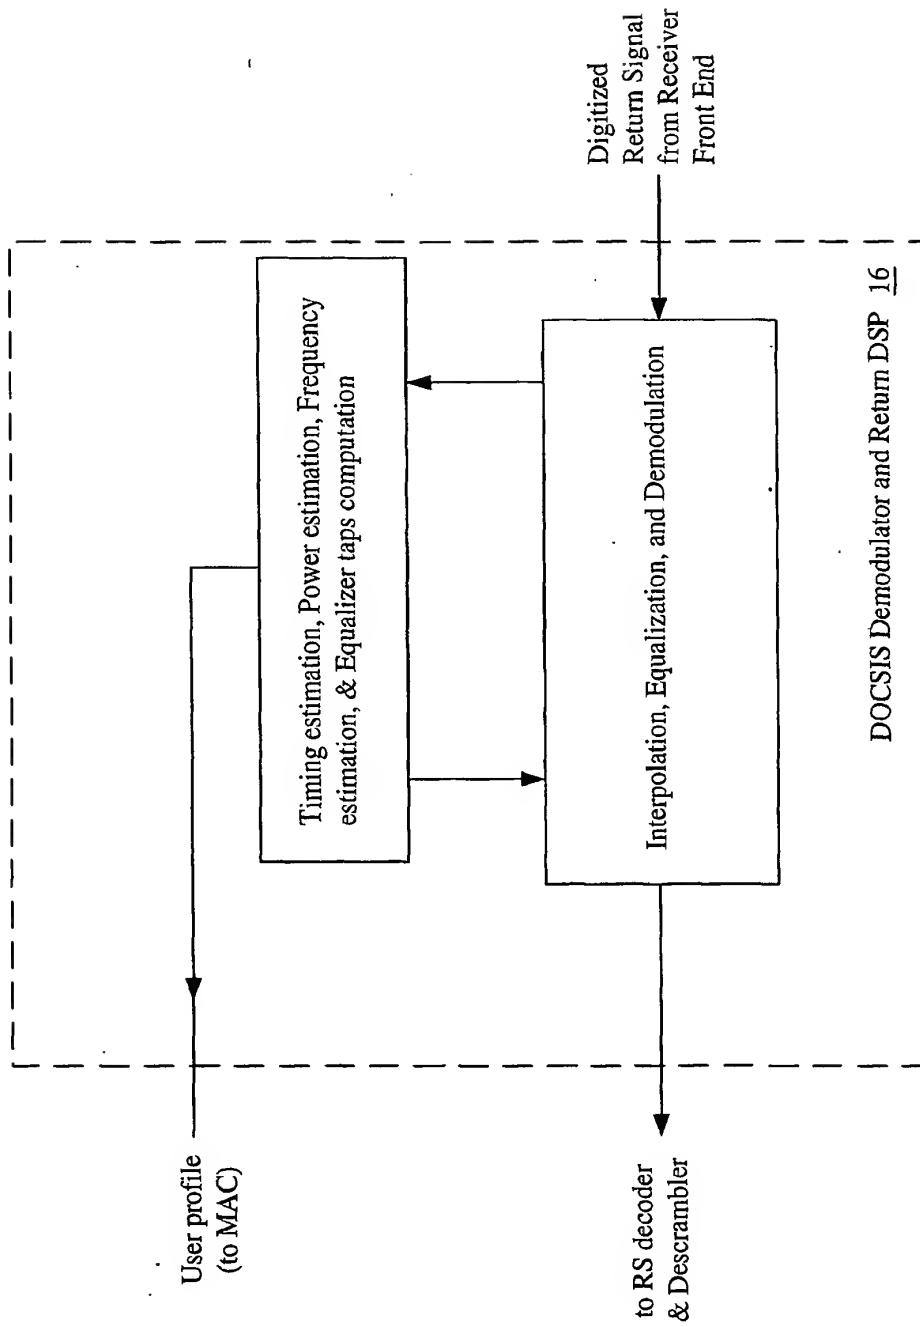 User profile
(to MAC)
Timing estimation, Power estimation, Frequency
estimation, & Equalizer taps computation
Digitized
Return Signal
from Receiver
Front End
Interpolation, Equalization, and Demodulation
to RS decoder
& Descrambler
DOCSIS Demodulator and Return DSP 16